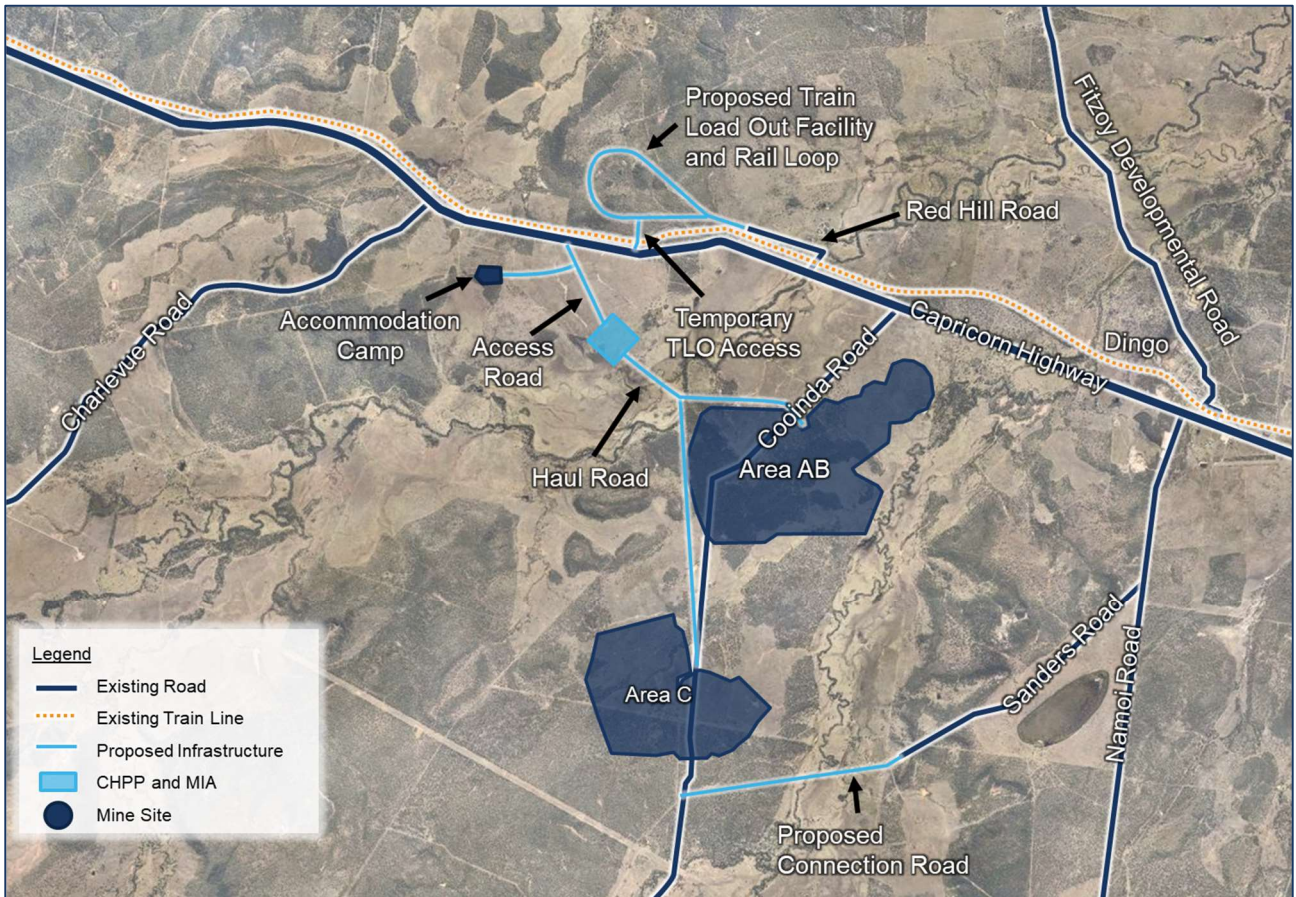 Proposed Train
Load Out Facility
and Rail Loop
Fitzoy Developmental Road
Red Hill Road
Accommodation
Camp
Access
Road
Temporary
TLO Access
Capricorn Highway
Dingo
Charlevue Road
Cooinda Road
Haul Road
Area AB
Area C
Sanders Road
Namoi Road
Proposed
Connection Road
Legend
Existing Road
Existing Train Line
Proposed Infrastructure
CHPP and MIA
Mine Site